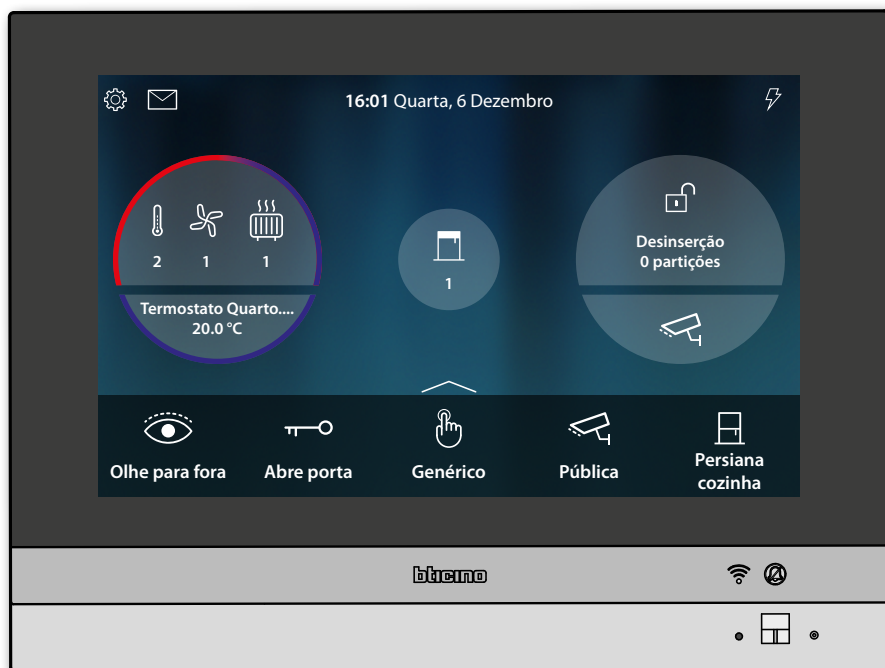 16:01 Quarta, 6 Dezembro
2 1 1
Termostato Quarto....
20.0 °C
1
Desinserção
0 partições
Olhe para fora
Abre porta
Genérico
Pública
Persiana
cozinha
bticino